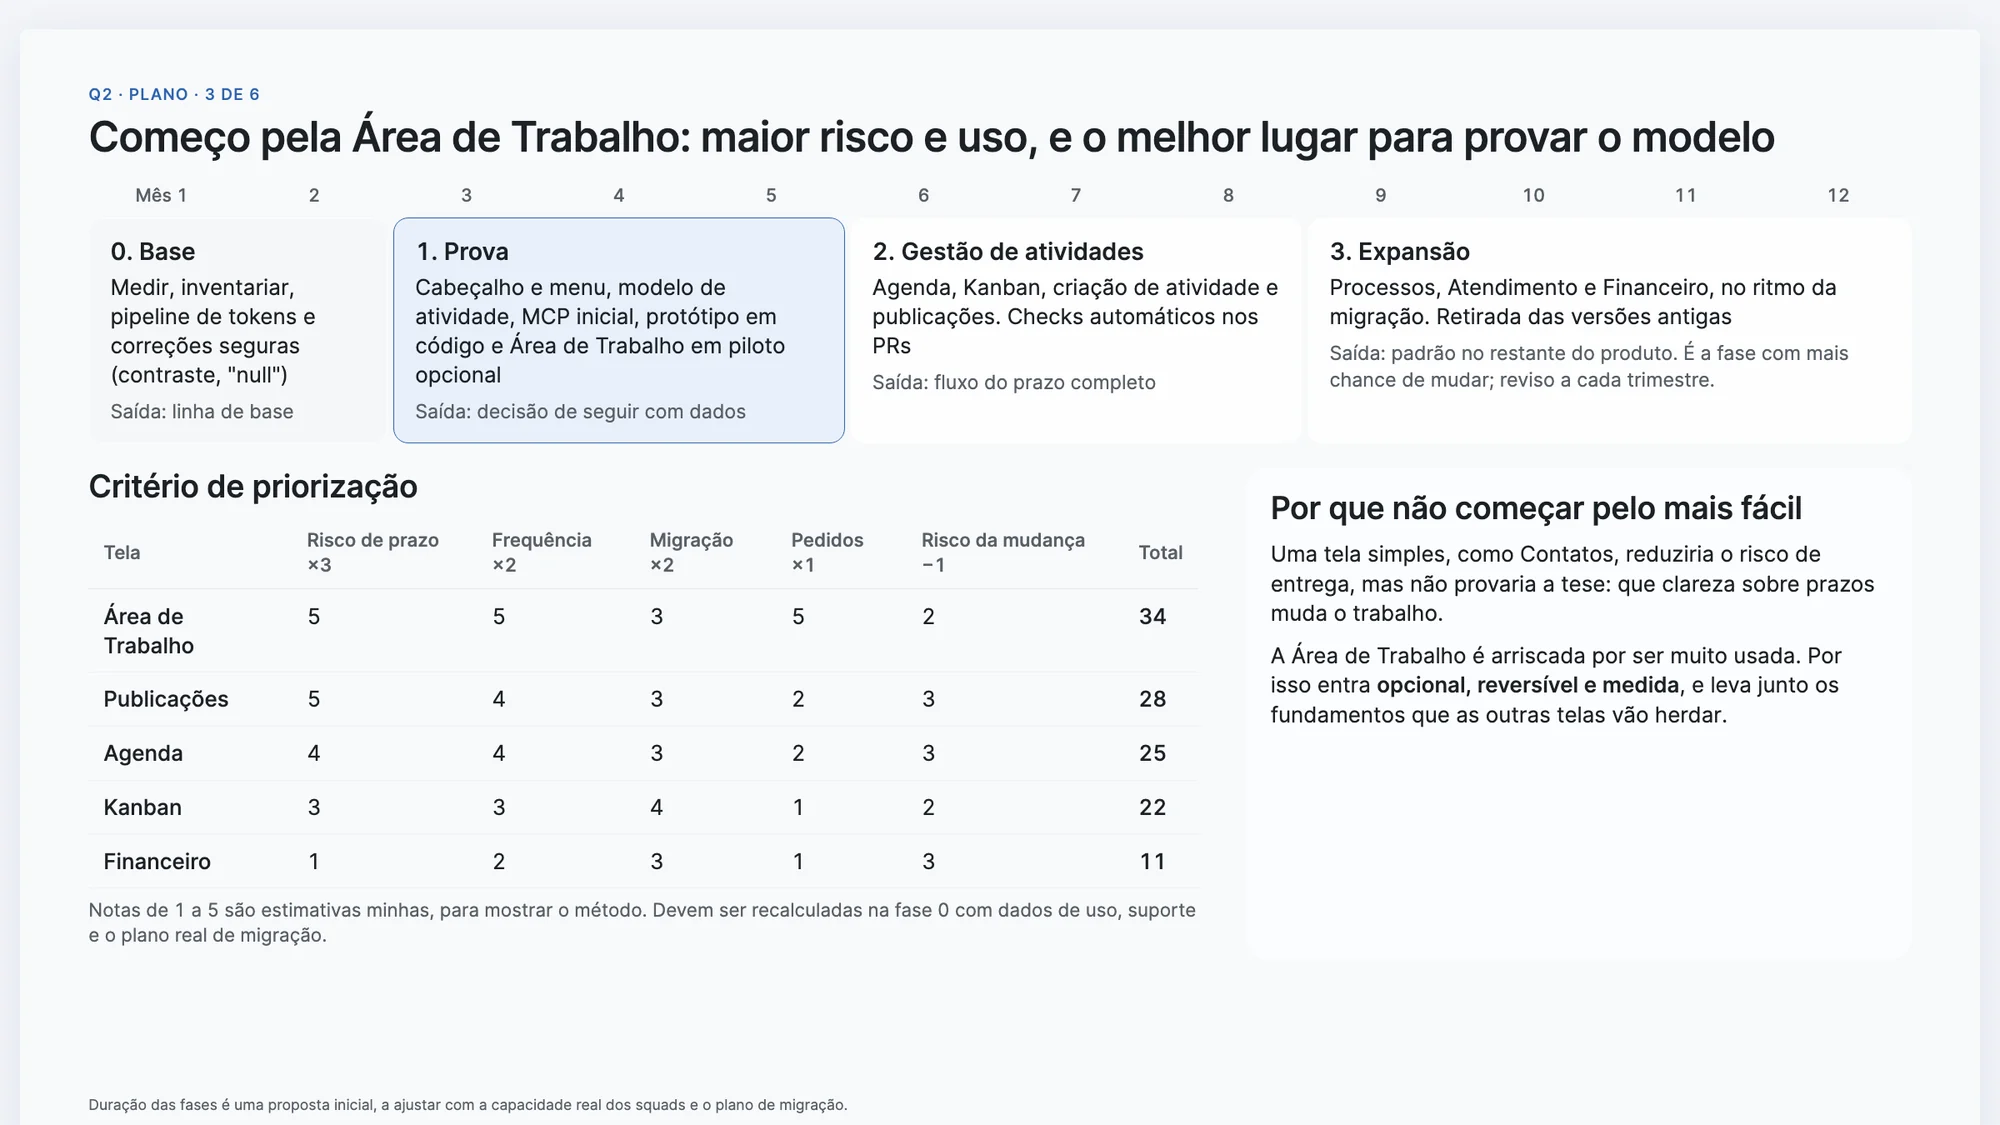 Q2 · PLANO · 3 DE 6
Começo pela Área de Trabalho: maior risco e uso, e o melhor lugar para provar o modelo
Mês 1 2 3 4 5 6 7 8 9 10 11 12
0. Base
Medir, inventariar,
pipeline de tokens e
correções seguras
(contraste, "null")
Saída: linha de base
1. Prova
Cabeçalho e menu, modelo de
atividade, MCP inicial, protótipo em
código e Área de Trabalho em piloto
opcional
Saída: decisão de seguir com dados
2. Gestão de atividades
Agenda, Kanban, criação de atividade e
publicações. Checks automáticos nos
PRs
Saída: fluxo do prazo completo
3. Expansão
Processos, Atendimento e Financeiro, no ritmo da
migração. Retirada das versões antigas
Saída: padrão no restante do produto. É a fase com mais
chance de mudar; reviso a cada trimestre.
Critério de priorização
Tela Risco de prazo ×3 Frequência ×2 Migração ×2 Pedidos ×1 Risco da mudança −1 Total
Área de Trabalho 5 5 3 5 2 34
Publicações 5 4 3 2 3 28
Agenda 4 4 3 2 3 25
Kanban 3 3 4 1 2 22
Financeiro 1 2 3 1 3 11
Notas de 1 a 5 são estimativas minhas, para mostrar o método. Devem ser recalculadas na fase 0 com dados de uso, suporte
e o plano real de migração.
Por que não começar pelo mais fácil
Uma tela simples, como Contatos, reduziria o risco de
entrega, mas não provaria a tese: que clareza sobre prazos
muda o trabalho.
A Área de Trabalho é arriscada por ser muito usada. Por
isso entra opcional, reversível e medida, e leva junto os
fundamentos que as outras telas vão herdar.
Duração das fases é uma proposta inicial, a ajustar com a capacidade real dos squads e o plano de migração.